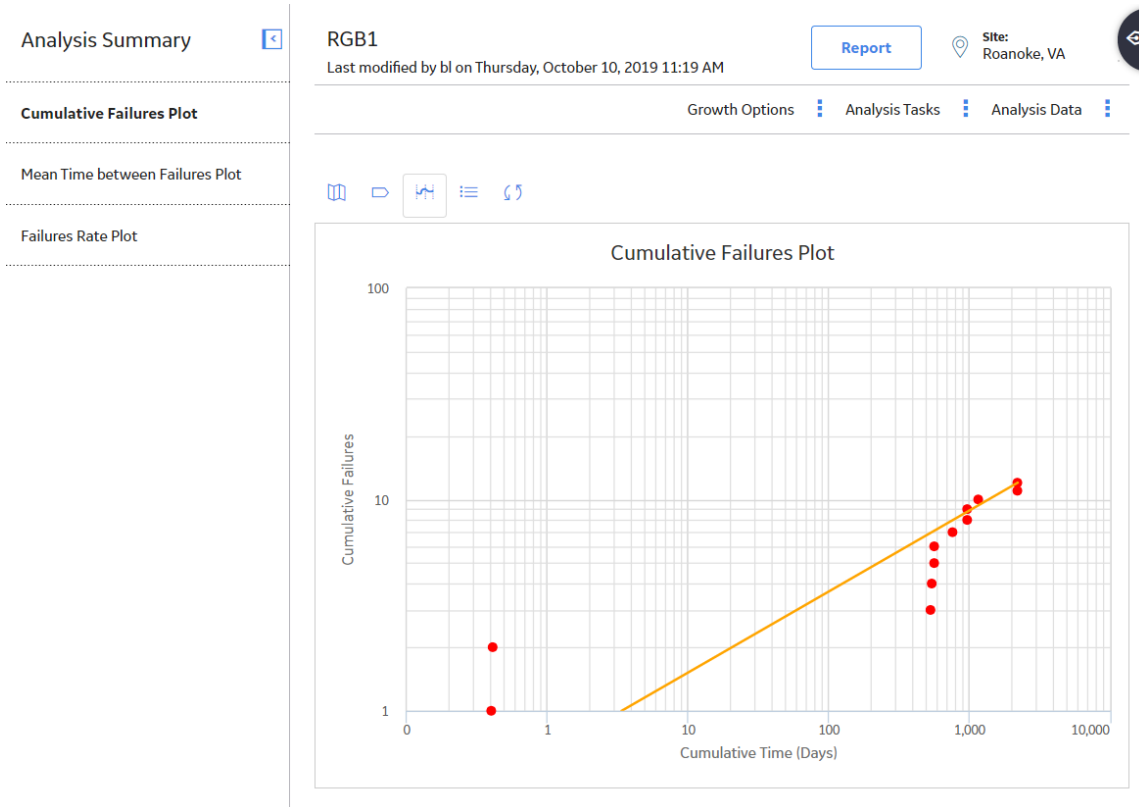 Analysis Summary
Cumulative Failures Plot
Mean Time between Failures Plot
Failures Rate Plot
RGB1
Last modified by bl on Thursday, October 10, 2019 11:19 AM
Report
Site:
Roanoke, VA
Growth Options
Analysis Tasks
Analysis Data
Cumulative Failures Plot
100
10
1
Cumulative Failures
0
1
10
100
1,000
10,000
Cumulative Time (Days)